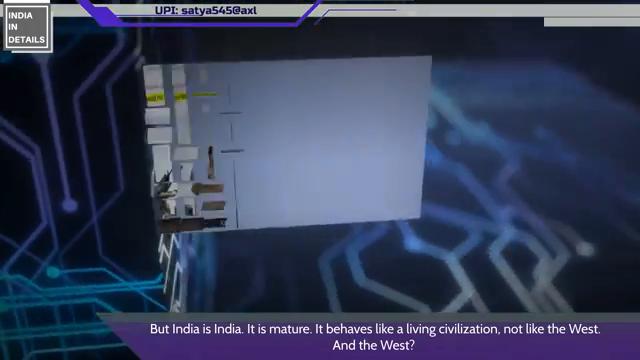 UPI: satya545@axl
INDIA
IN
DETAILS
But India is India. It is mature. It behaves like a living civilization, not like the West.
And the West?